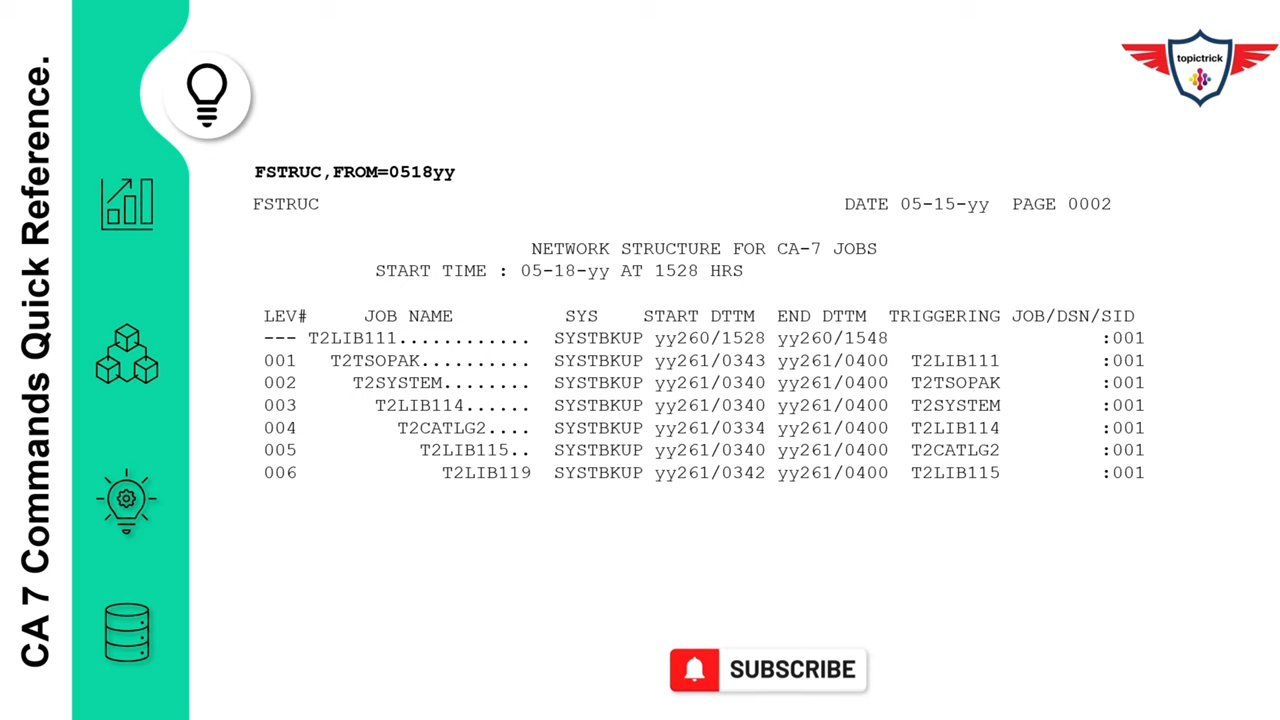 CA 7 Commands Quick Reference.
topictrick
FSTRUC,FROM=0518yy
FSTRUC DATE 05-15-yy PAGE 0002
NETWORK STRUCTURE FOR CA-7 JOBS
START TIME : 05-18-yy AT 1528 HRS
LEV# JOB NAME SYS START DTTM END DTTM TRIGGERING JOB/DSN/SID
--- T2LIB111............ SYSTBKUP yy260/1528 yy260/1548 :001
001 T2TSOPAK.......... SYSTBKUP yy261/0343 yy261/0400 T2LIB111 :001
002 T2SYSTEM........ SYSTBKUP yy261/0340 yy261/0400 T2TSOPAK :001
003 T2LIB114...... SYSTBKUP yy261/0340 yy261/0400 T2SYSTEM :001
004 T2CATLG2.... SYSTBKUP yy261/0334 yy261/0400 T2LIB114 :001
005 T2LIB115.. SYSTBKUP yy261/0340 yy261/0400 T2CATLG2 :001
006 T2LIB119 SYSTBKUP yy261/0342 yy261/0400 T2LIB115 :001
SUBSCRIBE